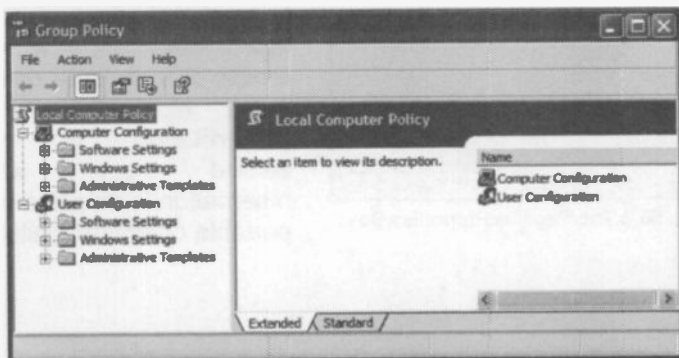 Group Policy
File Action View Help
Local Computer Policy
Computer Configuration
Software Settings
Windows Settings
Administrative Templates
User Configuration
Software Settings
Windows Settings
Administrative Templates
Local Computer Policy
Select an item to view its description.
Name
Computer Configuration
User Configuration
Extended Standard